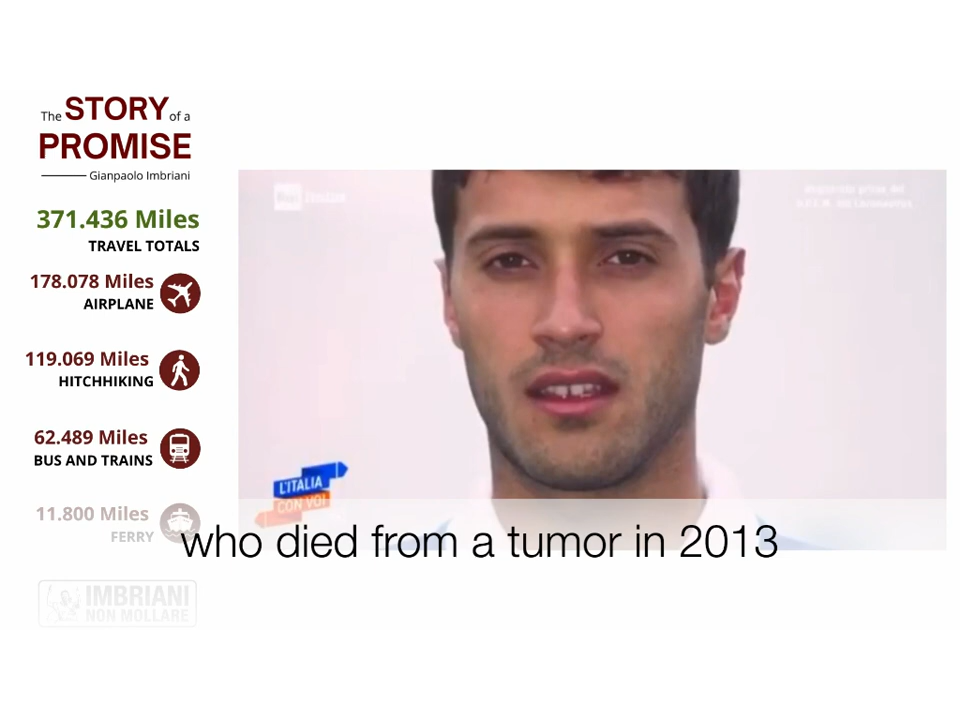 The STORY of a
PROMISE
Gianpaolo Imbriani
371.436 Miles
TRAVEL TOTALS
178.078 Miles
AIRPLANE
119.069 Miles
HITCHHIKING
62.489 Miles
BUS AND TRAINS
11.800 Miles
FERRY
IMBRIANI
NON MOLLARE
Rai
L'ITALIA
CON VOI
who died from a tumor in 2013